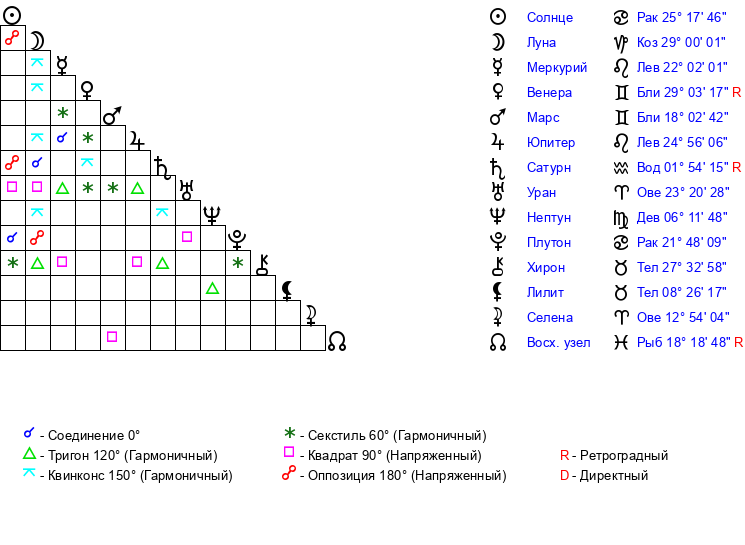 Солнце Рак 25° 17' 46"
Луна Коз 29° 00' 01"
Меркурий Лев 22° 02' 01"
Венера Бли 29° 03' 17" R
Марс Бли 18° 02' 42"
Юпитер Лев 24° 56' 06"
Сатурн Вод 01° 54' 15" R
Уран Ове 23° 20' 28"
Нептун Дев 06° 11' 48"
Плутон Рак 21° 48' 09"
Хирон Тел 27° 32' 58"
Лилит Тел 08° 26' 17"
Селена Ове 12° 54' 04"
Восх. узел Рыб 18° 18' 48" R
- Соединение 0° - Секстиль 60° (Гармоничный)
- Тригон 120° (Гармоничный) - Квадрат 90° (Напряженный) R - Ретроградный
- Квинконс 150° (Гармоничный) - Оппозиция 180° (Напряженный) D - Директный